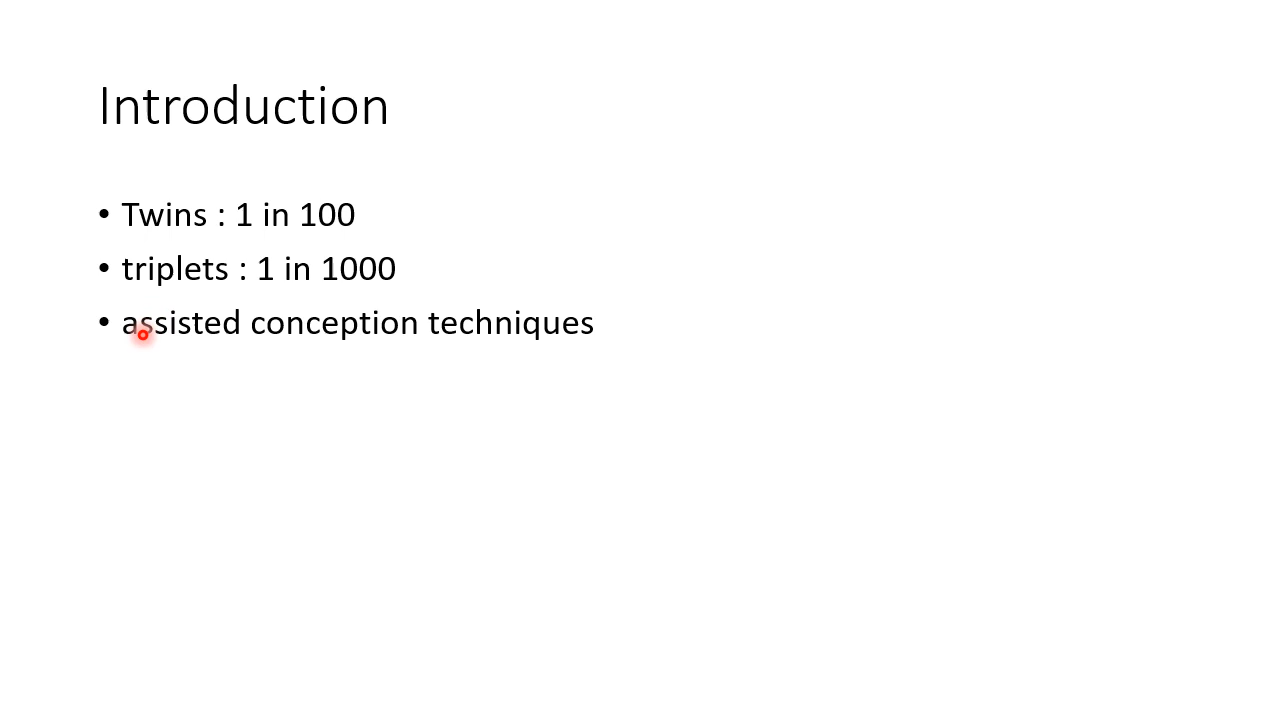 Introduction
• Twins : 1 in 100
• triplets : 1 in 1000
• assisted conception techniques